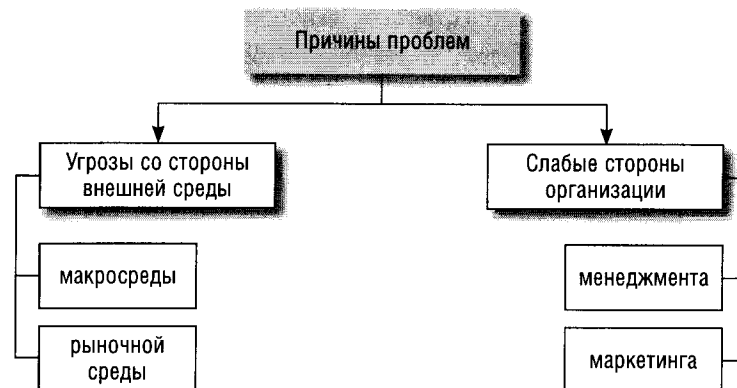 Причины проблем
Угрозы со стороны
внешней среды
Слабые стороны
организации
макросреды
менеджмента
рыночной
среды
маркетинга